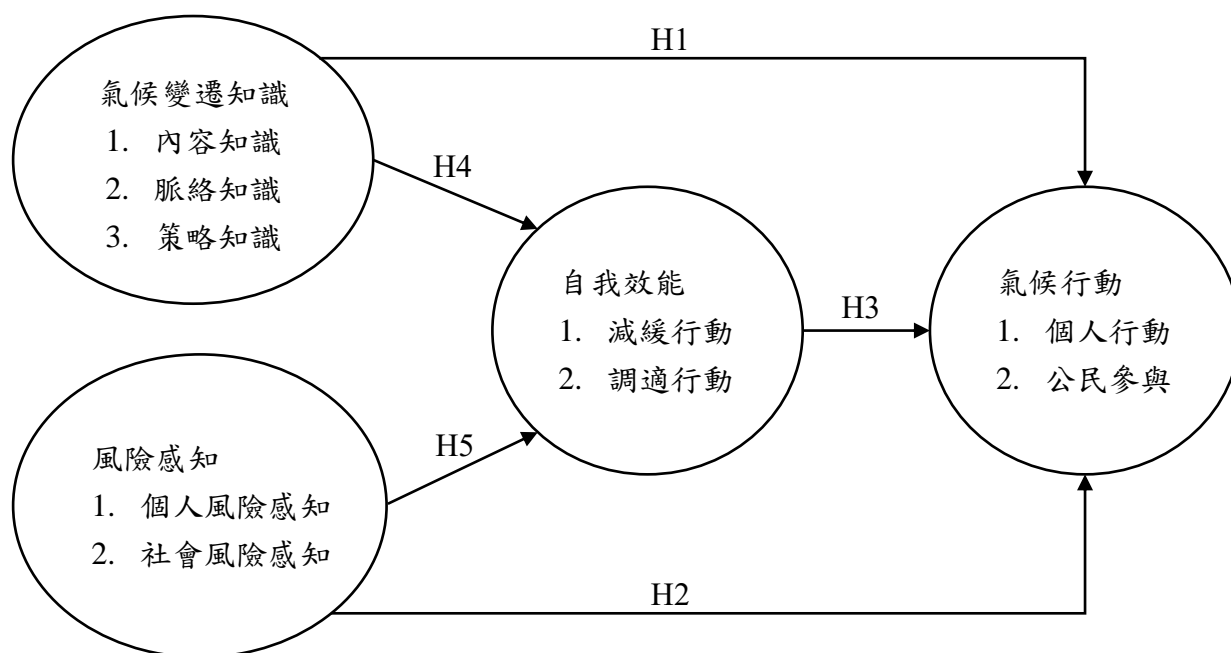 H1
氣候變遷知識
1. 內容知識
2. 脈絡知識
3. 策略知識
H4
自我效能
1. 減緩行動
2. 調適行動
H3
氣候行動
1. 個人行動
2. 公民參與
H5
風險感知
1. 個人風險感知
2. 社會風險感知
H2